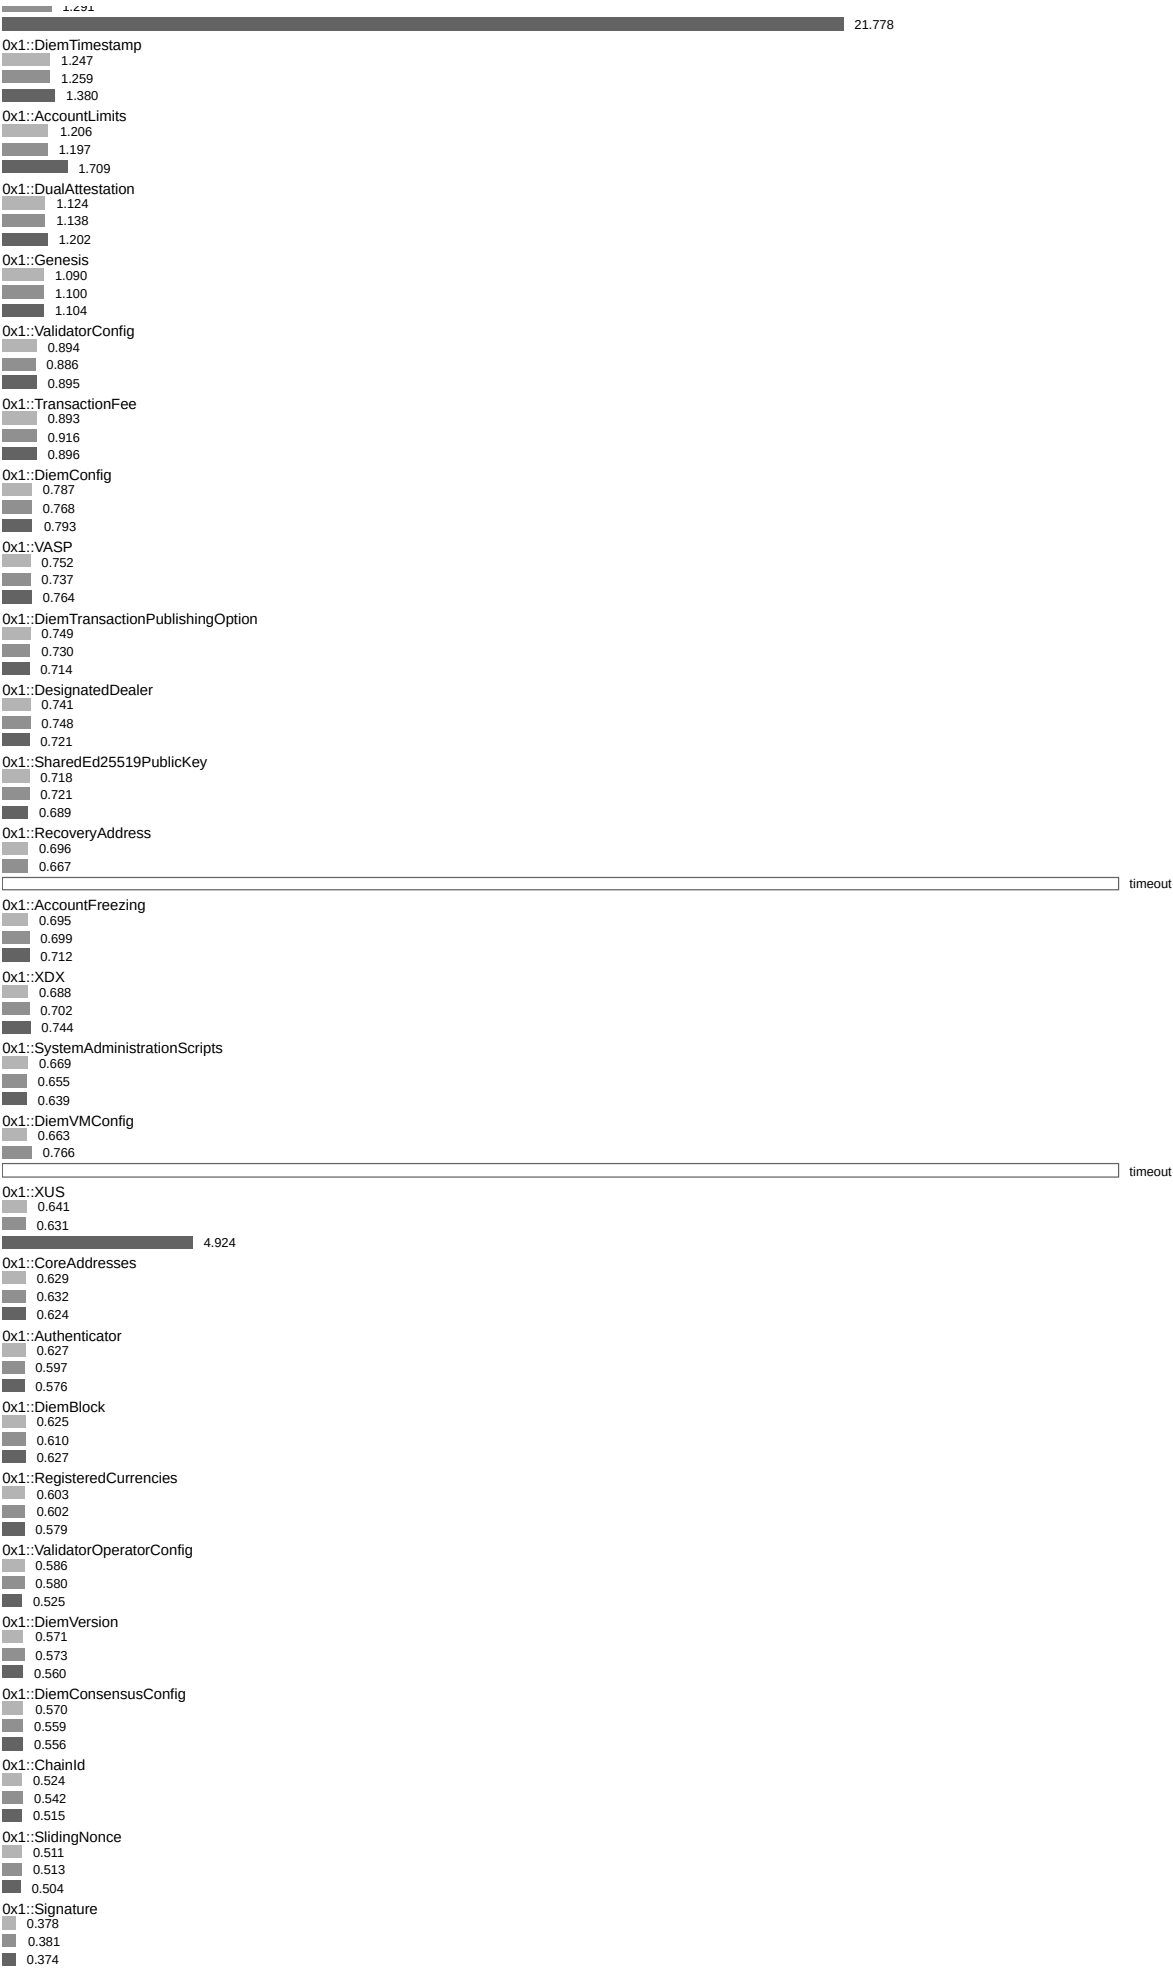 1.291
21.778
0x1::DiemTimestamp
1.247
1.259
1.380
0x1::AccountLimits
1.206
1.197
1.709
0x1::DualAttestation
1.124
1.138
1.202
0x1::Genesis
1.090
1.100
1.104
0x1::ValidatorConfig
0.894
0.886
0.895
0x1::TransactionFee
0.893
0.916
0.896
0x1::DiemConfig
0.787
0.768
0.793
0x1::VASP
0.752
0.737
0.764
0x1::DiemTransactionPublishingOption
0.749
0.730
0.714
0x1::DesignatedDealer
0.741
0.748
0.721
0x1::SharedEd25519PublicKey
0.718
0.721
0.689
0x1::RecoveryAddress
0.696
0.667
timeout
0x1::AccountFreezing
0.695
0.699
0.712
0x1::XDX
0.688
0.702
0.744
0x1::SystemAdministrationScripts
0.669
0.655
0.639
0x1::DiemVMConfig
0.663
0.766
timeout
0x1::XUS
0.641
0.631
4.924
0x1::CoreAddresses
0.629
0.632
0.624
0x1::Authenticator
0.627
0.597
0.576
0x1::DiemBlock
0.625
0.610
0.627
0x1::RegisteredCurrencies
0.603
0.602
0.579
0x1::ValidatorOperatorConfig
0.586
0.580
0.525
0x1::DiemVersion
0.571
0.573
0.560
0x1::DiemConsensusConfig
0.570
0.559
0.556
0x1::ChainId
0.524
0.542
0.515
0x1::SlidingNonce
0.511
0.513
0.504
0x1::Signature
0.378
0.381
0.374